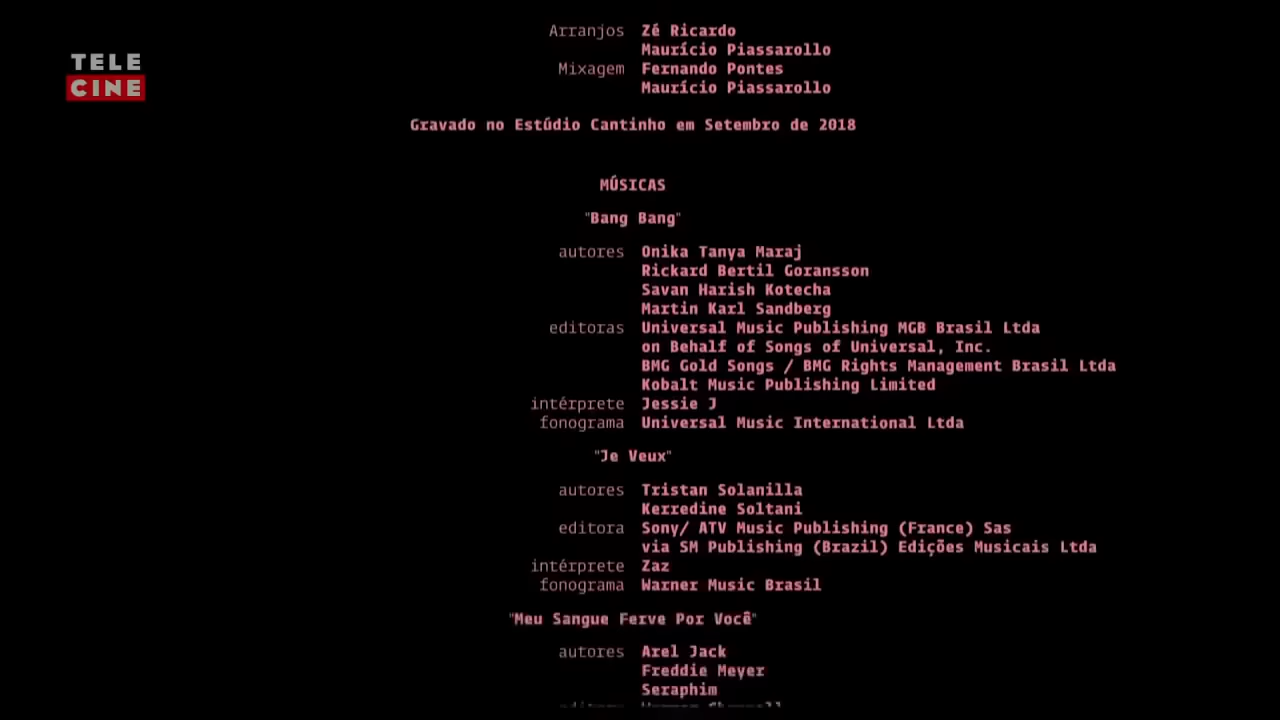 TELE
CINE
Arranjos Zé Ricardo
Maurício Piassarollo
Mixagem Fernando Pontes
Maurício Piassarollo
Gravado no Estúdio Cantinho em Setembro de 2018
MÚSICAS
"Bang Bang"
autores Onika Tanya Maraj
Rickard Bertil Goransson
Savan Harish Kotecha
Martin Karl Sandberg
editoras Universal Music Publishing MGB Brasil Ltda
on Behalf of Songs of Universal, Inc.
BMG Gold Songs / BMG Rights Management Brasil Ltda
Kobalt Music Publishing Limited
intérprete Jessie J
fonograma Universal Music International Ltda
"Je Veux"
autores Tristan Solanilla
Kerredine Soltani
editora Sony/ ATV Music Publishing (France) Sas
via SM Publishing (Brazil) Edições Musicais Ltda
intérprete Zaz
fonograma Warner Music Brasil
"Meu Sangue Ferve Por Você"
autores Arel Jack
Freddie Meyer
Seraphim